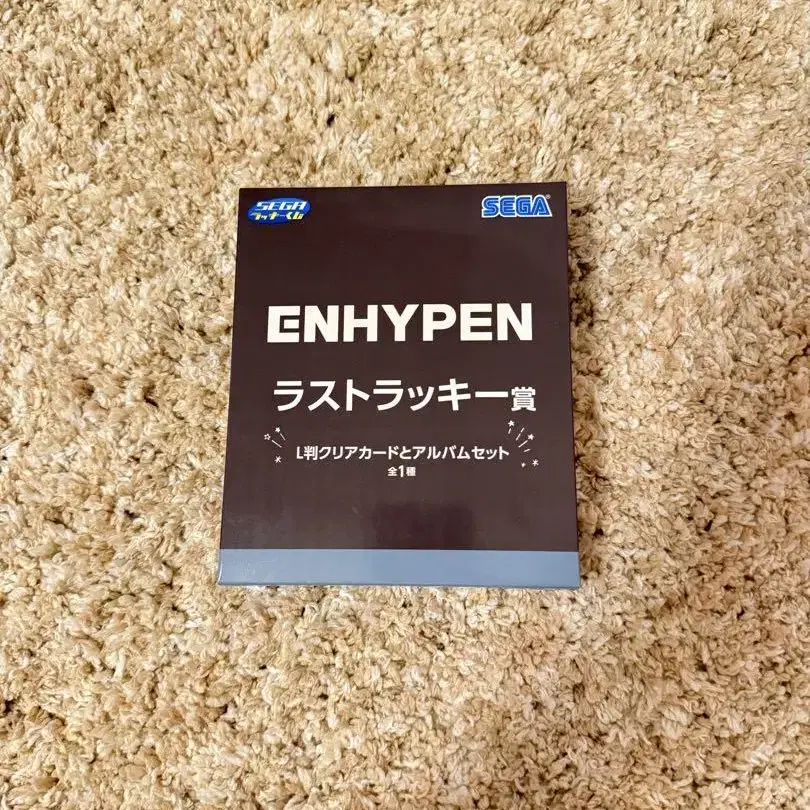 SEGA
ラッキーくじ
SEGA
ENHYPEN
ラストラッキー賞
L判クリアカードとアルバムセット
全1種